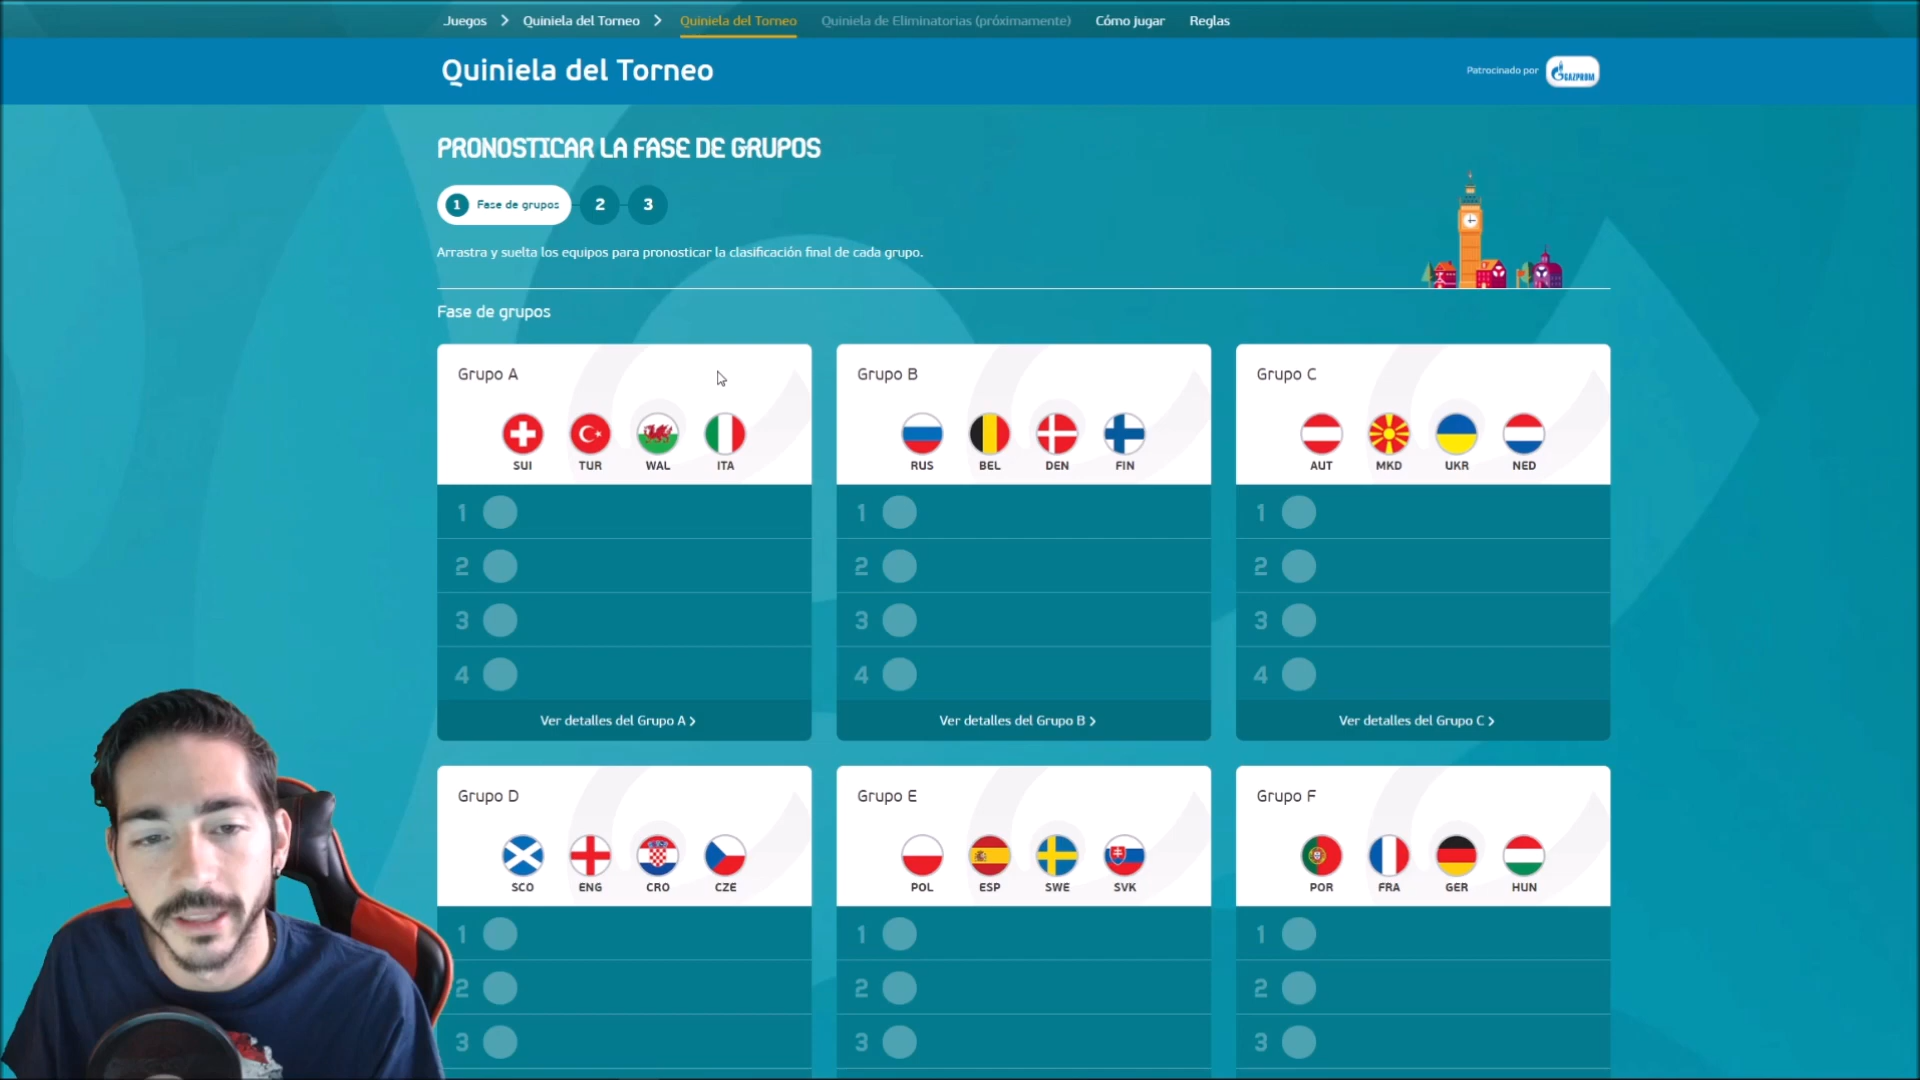 Juegos > Quiniela del Torneo > Quiniela del Torneo Quiniela de Eliminatorias (próximamente) Cómo jugar Reglas
Quiniela del Torneo
Patrocinado por GAZPROM
PRONOSTICAR LA FASE DE GRUPOS
1 Fase de grupos 2 3
Arrastra y suelta los equipos para pronosticar la clasificación final de cada grupo.
Fase de grupos
Grupo A
SUI TUR WAL ITA
1
2
3
4
Ver detalles del Grupo A >
Grupo B
RUS BEL DEN FIN
1
2
3
4
Ver detalles del Grupo B >
Grupo C
AUT MKD UKR NED
1
2
3
4
Ver detalles del Grupo C >
Grupo D
SCO ENG CRO CZE
1
2
3
Grupo E
POL ESP SWE SVK
1
2
3
Grupo F
POR FRA GER HUN
1
2
3